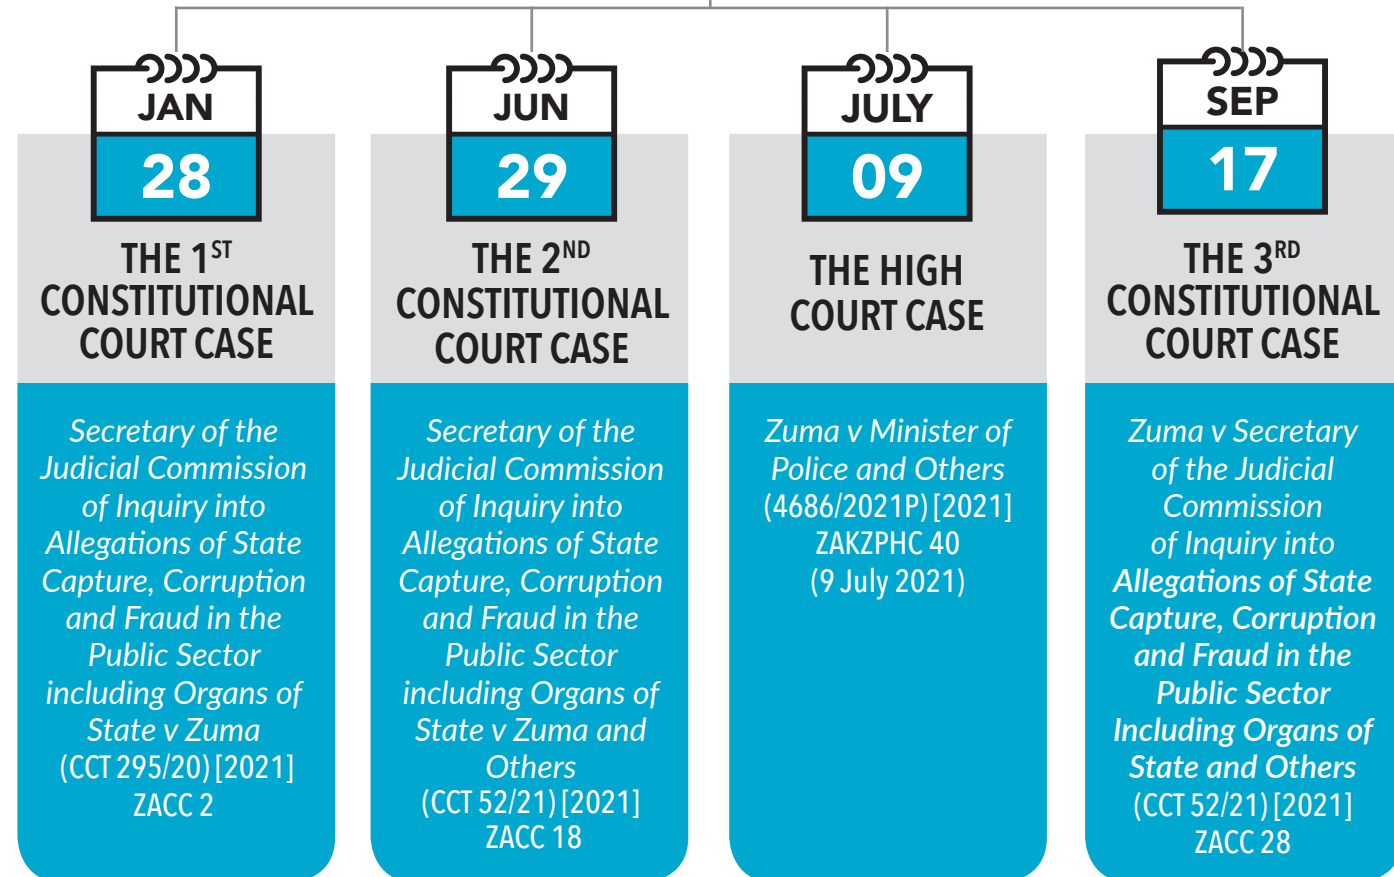 JAN
28
THE 1ST
CONSTITUTIONAL
COURT CASE
Secretary of the
Judicial Commission
of Inquiry into
Allegations of State
Capture, Corruption
and Fraud in the
Public Sector
including Organs of
State v Zuma
(CCT 295/20) [2021]
ZACC 2
JUN
29
THE 2ND
CONSTITUTIONAL
COURT CASE
Secretary of the
Judicial Commission
of Inquiry into
Allegations of State
Capture, Corruption
and Fraud in the
Public Sector
including Organs of
State v Zuma and
Others
(CCT 52/21) [2021]
ZACC 18
JULY
09
THE HIGH
COURT CASE
Zuma v Minister of
Police and Others
(4686/2021P) [2021]
ZAKZPHC 40
(9 July 2021)
SEP
17
THE 3RD
CONSTITUTIONAL
COURT CASE
Zuma v Secretary
of the Judicial
Commission
of Inquiry into
Allegations of State
Capture, Corruption
and Fraud in the
Public Sector
Including Organs of
State and Others
(CCT 52/21) [2021]
ZACC 28